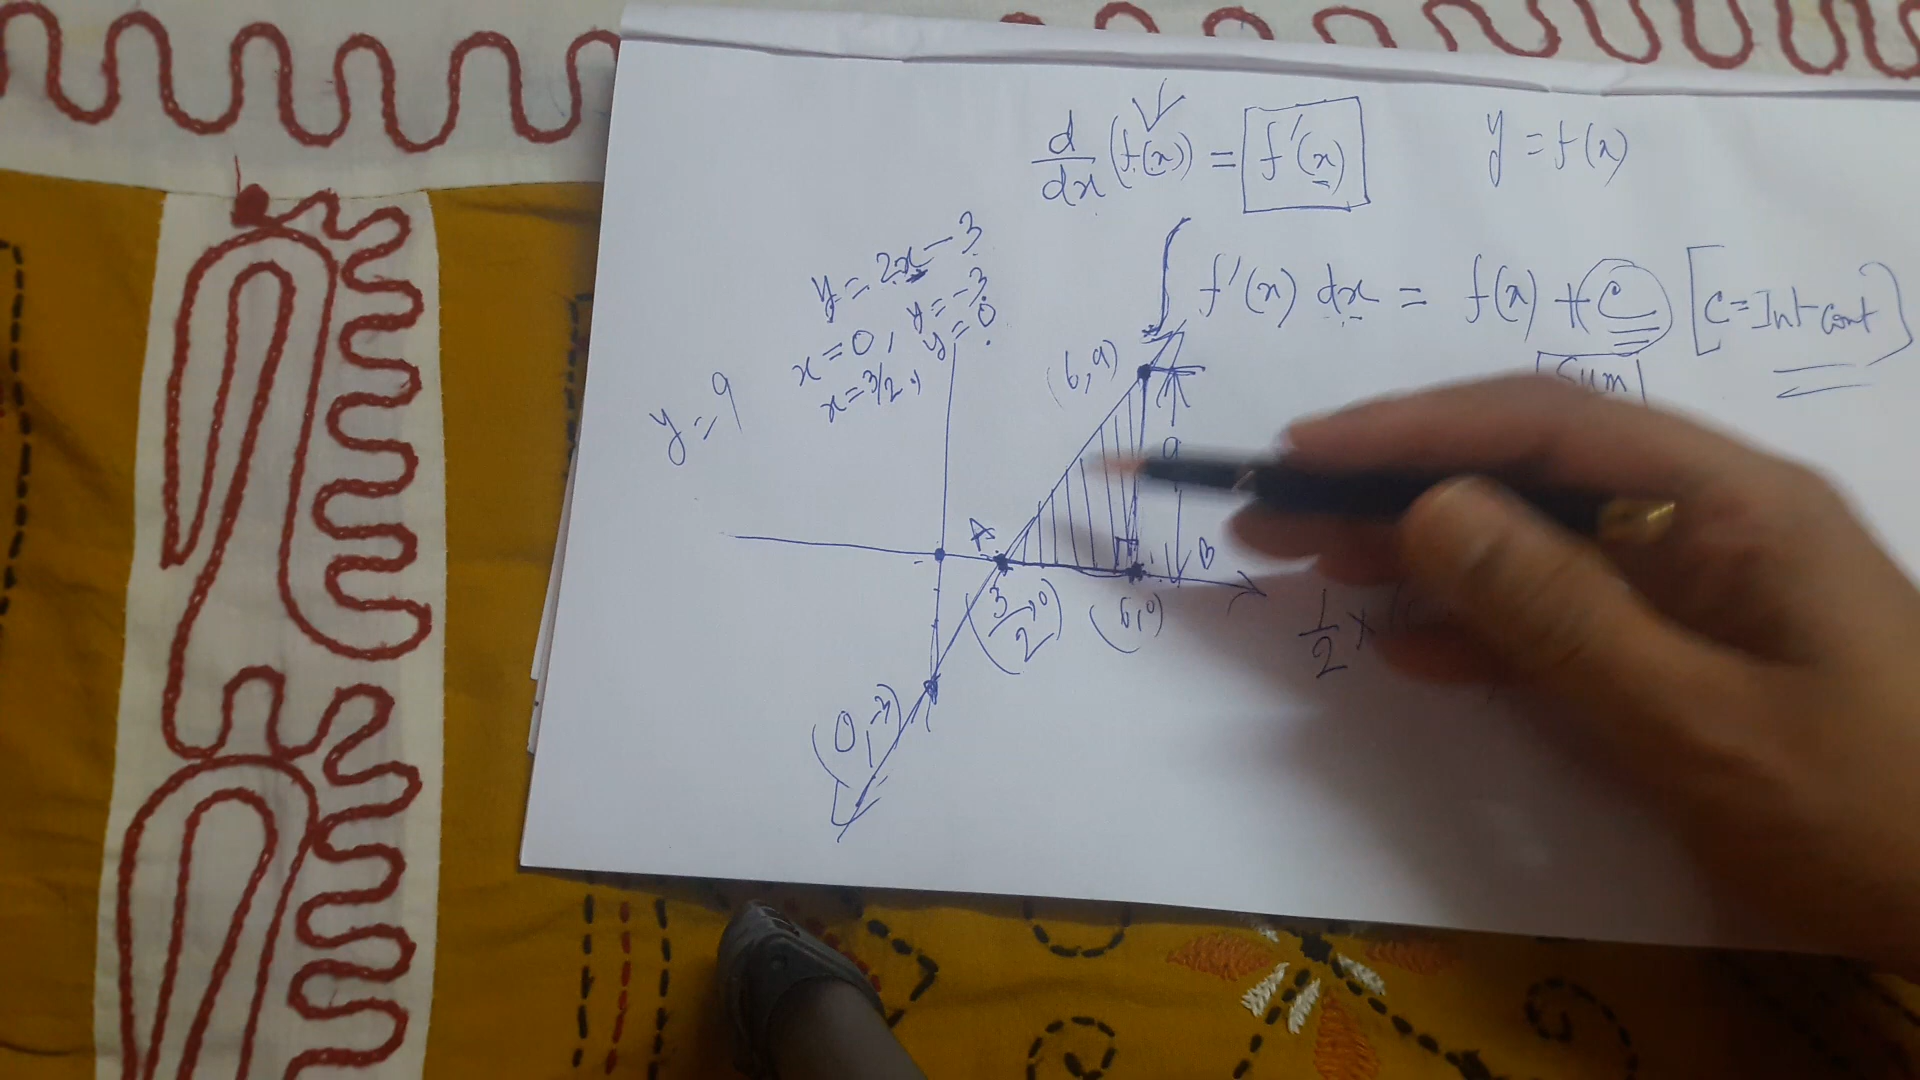 d/dx (f(x)) = f'(x)
y = f(x)
∫ f'(x) dx = f(x) + C [C = Int cont]
Sum
y = 2x - 3
x = 0, y = -3
x = 3/2, y = 0
y = 9
(6,9)
9
A
B
(3/2, 0)
(6,0)
(0,-3)
1/2 x